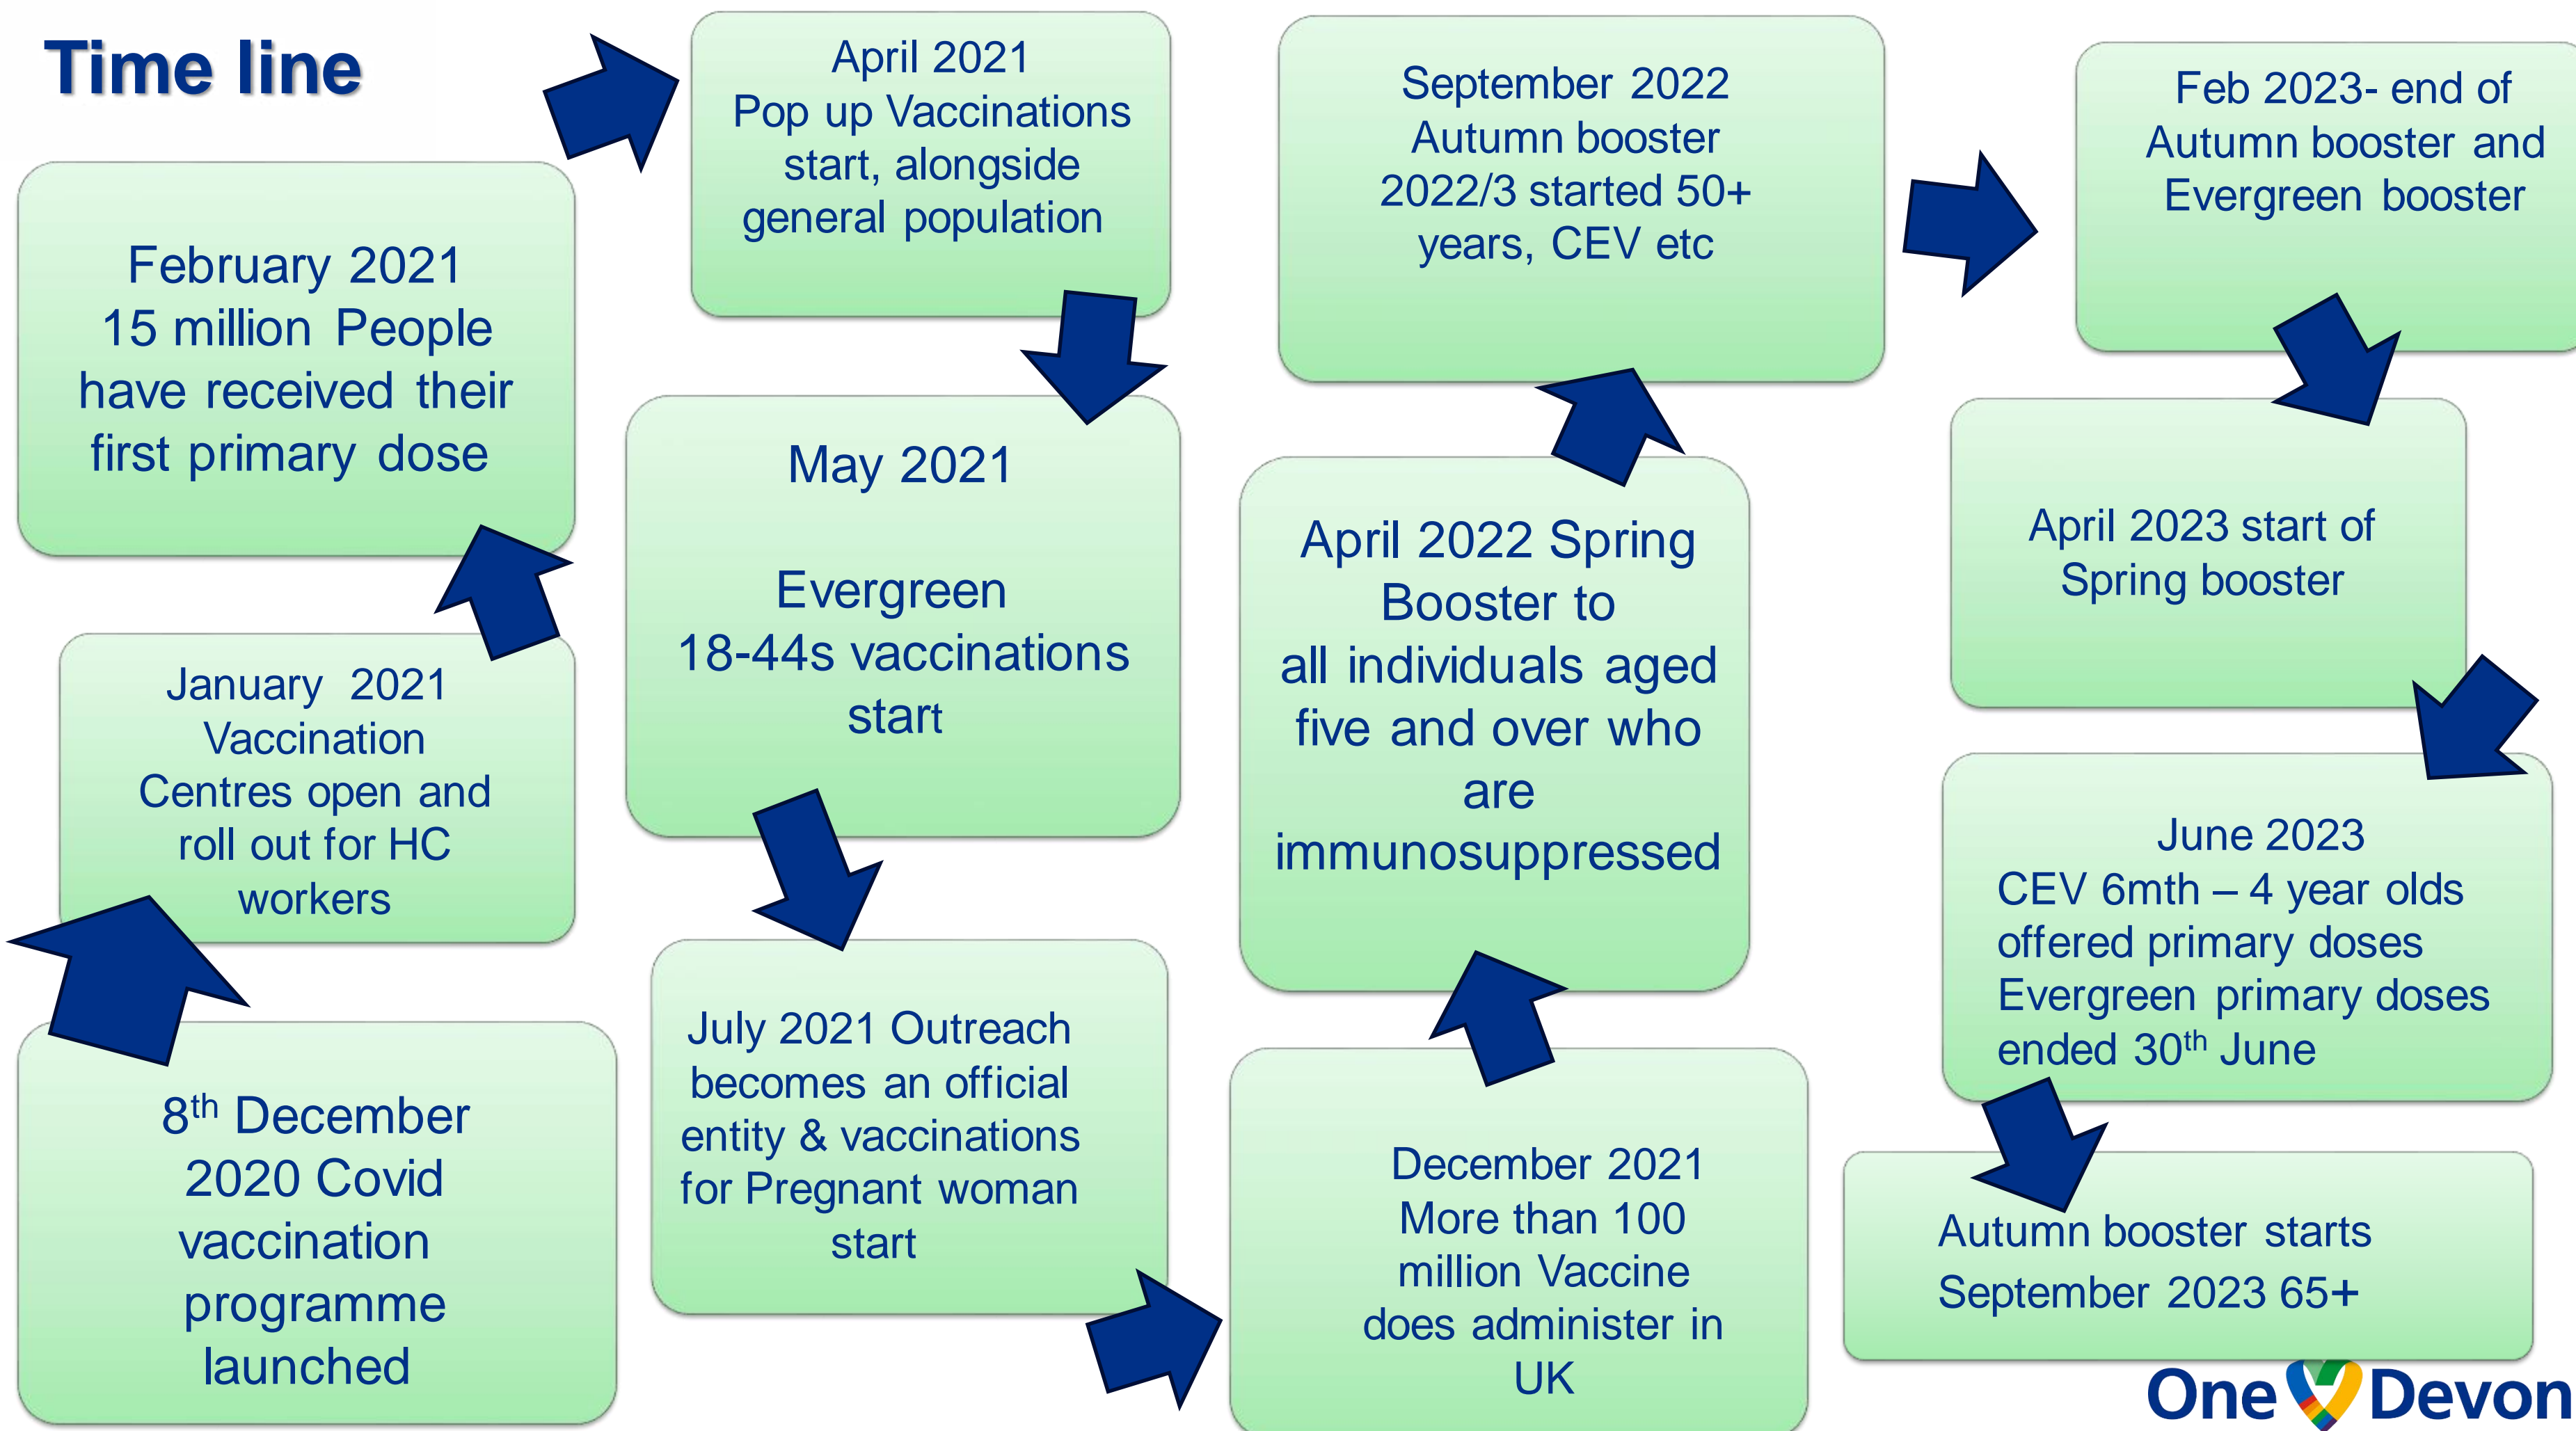 Time line
8th December
2020 Covid
vaccination
programme
launched
January 2021
Vaccination
Centres open and
roll out for HC
workers
February 2021
15 million People
have received their
first primary dose
April 2021
Pop up Vaccinations
start, alongside
general population
May 2021
Evergreen
18-44s vaccinations
start
July 2021 Outreach
becomes an official
entity & vaccinations
for Pregnant woman
start
December 2021
More than 100
million Vaccine
does administer in
UK
April 2022 Spring
Booster to
all individuals aged
five and over who
are
immunosuppressed
September 2022
Autumn booster
2022/3 started 50+
years, CEV etc
Feb 2023- end of
Autumn booster and
Evergreen booster
April 2023 start of
Spring booster
June 2023
CEV 6mth – 4 year olds
offered primary doses
Evergreen primary doses
ended 30th June
Autumn booster starts
September 2023 65+
One Devon